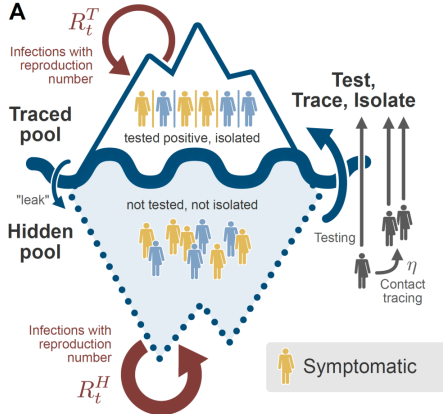 A
R_t^T
Infections with
reproduction
number
Test,
Trace, Isolate
Traced
pool
tested positive, isolated
"leak"
not tested, not isolated
Hidden
pool
Testing
η
Contact
tracing
Infections with
reproduction
number
R_t^H
Symptomatic